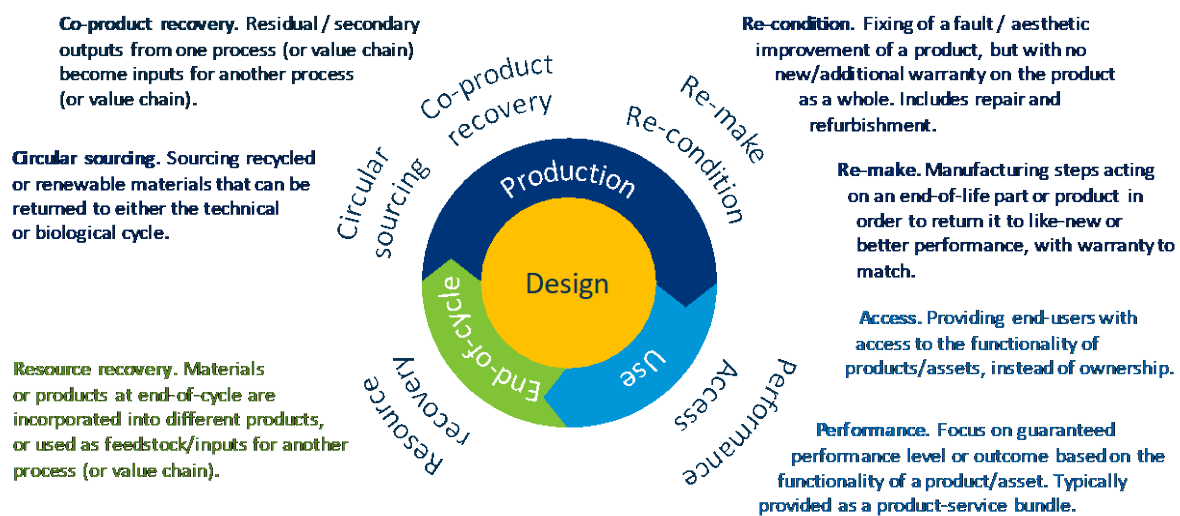 Co-product recovery. Residual / secondary
outputs from one process (or value chain)
become inputs for another process
(or value chain).
Circular sourcing. Sourcing recycled
or renewable materials that can be
returned to either the technical
or biological cycle.
Resource recovery. Materials
or products at end-of-cycle are
incorporated into different products,
or used as feedstock/inputs for another
process (or value chain).
Circular
sourcing
Co-product
recovery
Re-make
Re-condition
Production
Design
End-of-cycle
Use
Resource
recovery
Access
Performance
Re-condition. Fixing of a fault / aesthetic
improvement of a product, but with no
new/additional warranty on the product
as a whole. Includes repair and
refurbishment.
Re-make. Manufacturing steps acting
on an end-of-life part or product in
order to return it to like-new or
better performance, with warranty to
match.
Access. Providing end-users with
access to the functionality of
products/assets, instead of ownership.
Performance. Focus on guaranteed
performance level or outcome based on the
functionality of a product/asset. Typically
provided as a product-service bundle.